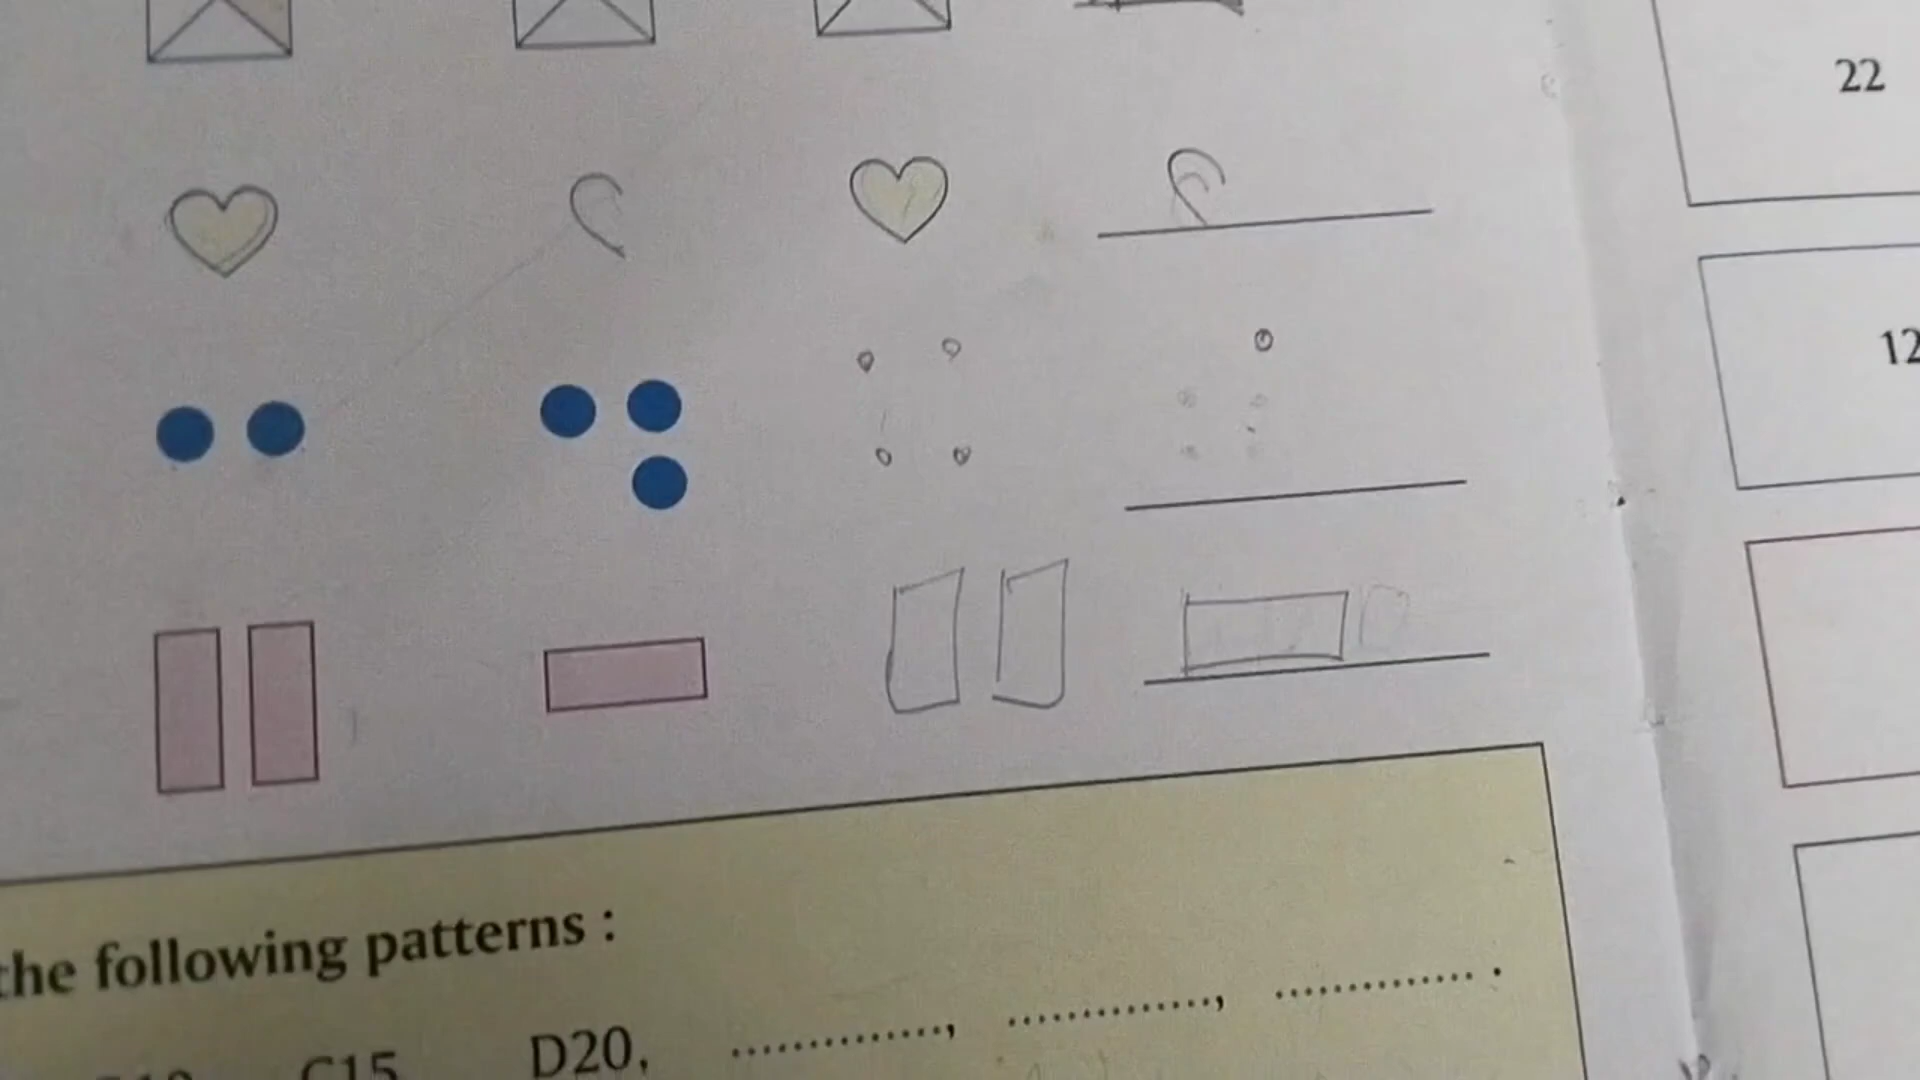 22
12
the following patterns :
C15 D20, .............., .............., .............. .